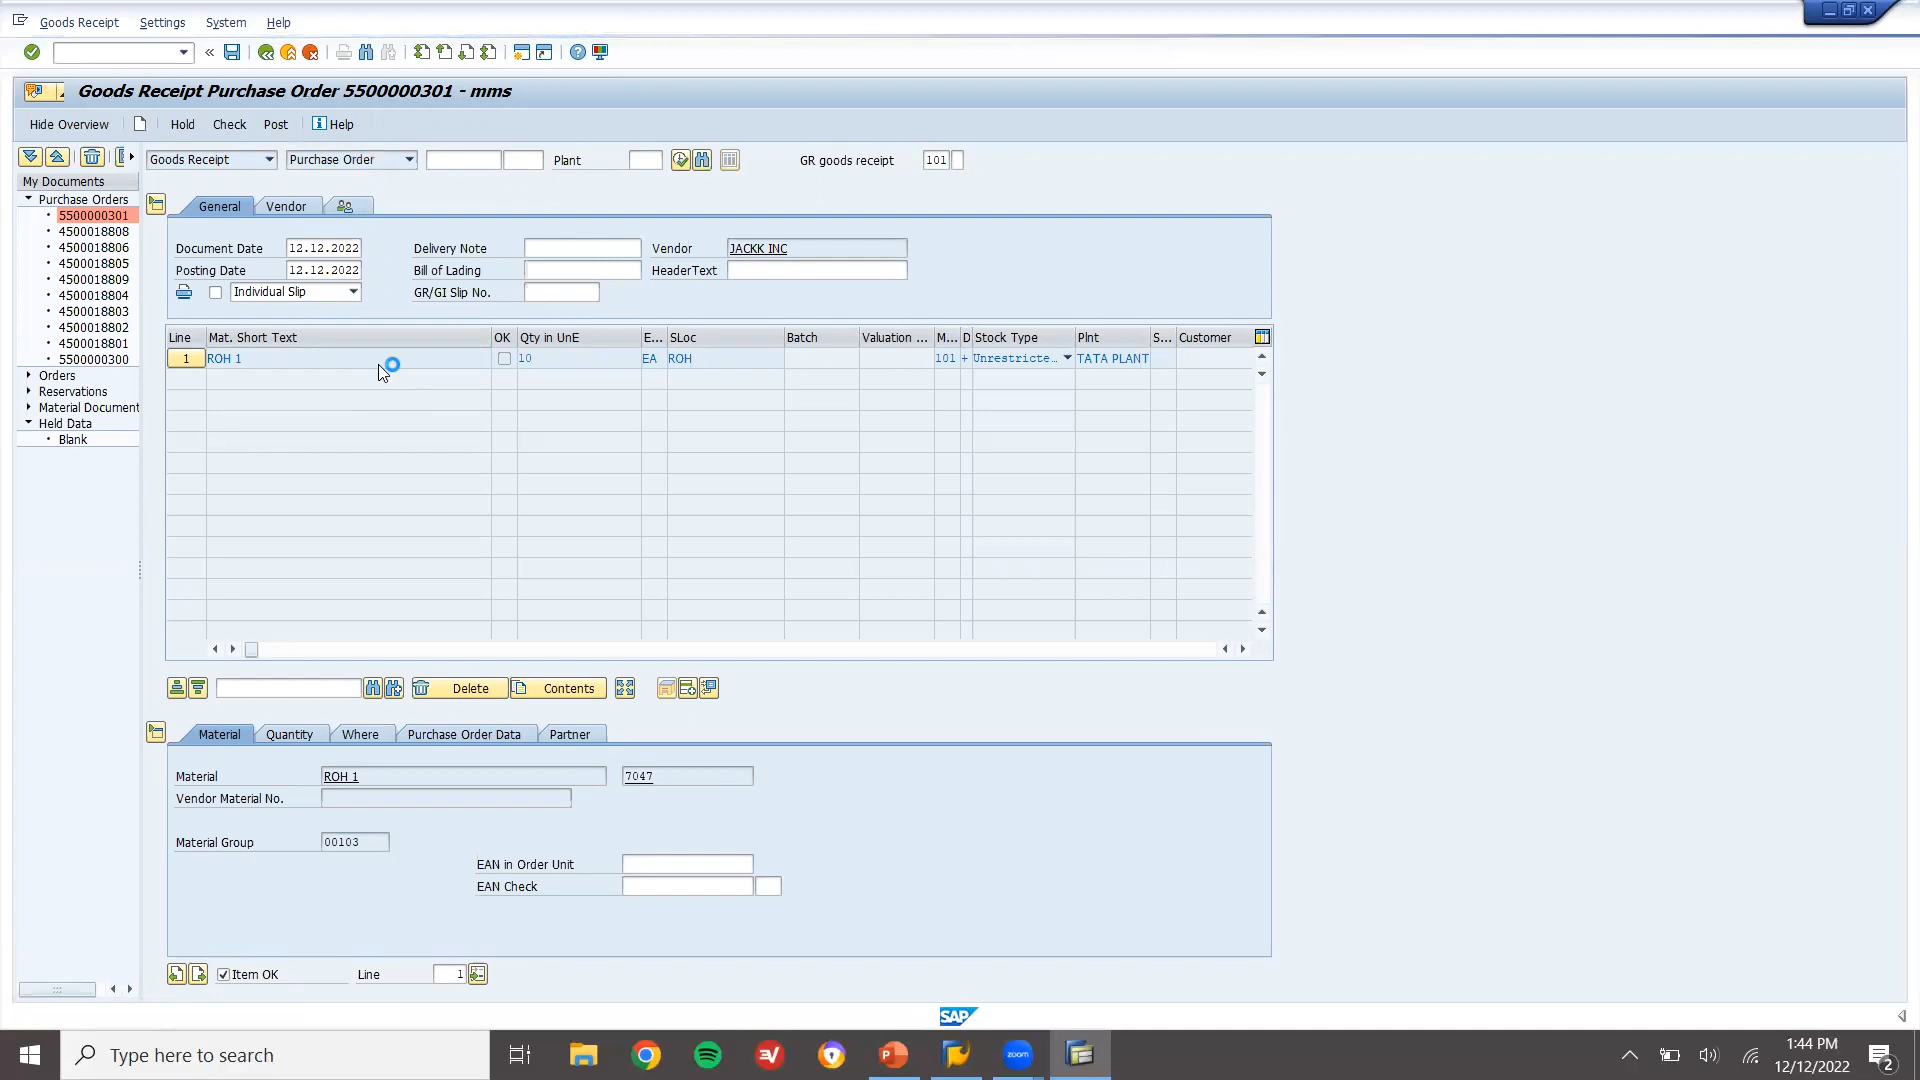 Goods Receipt Settings System Help
Goods Receipt Purchase Order 5500000301 - mms
Hide Overview Hold Check Post Help
Goods Receipt Purchase Order Plant GR goods receipt 101
My Documents
Purchase Orders
5500000301
4500018808
4500018806
4500018805
4500018809
4500018804
4500018803
4500018802
4500018801
5500000300
Orders
Reservations
Material Document
Held Data
Blank
General Vendor
Document Date 12.12.2022 Delivery Note Vendor JACKK INC
Posting Date 12.12.2022 Bill of Lading HeaderText
Individual Slip GR/GI Slip No.
Line Mat. Short Text OK Qty in UnE E... SLoc Batch Valuation ... M... D Stock Type Plnt S... Customer
1 ROH 1 10 EA ROH 101 + Unrestricte... TATA PLANT
Delete Contents
Material Quantity Where Purchase Order Data Partner
Material ROH 1 7047
Vendor Material No.
Material Group 00103
EAN in Order Unit
EAN Check
Item OK Line 1
SAP
Type here to search
zoom
1:44 PM
12/12/2022
2